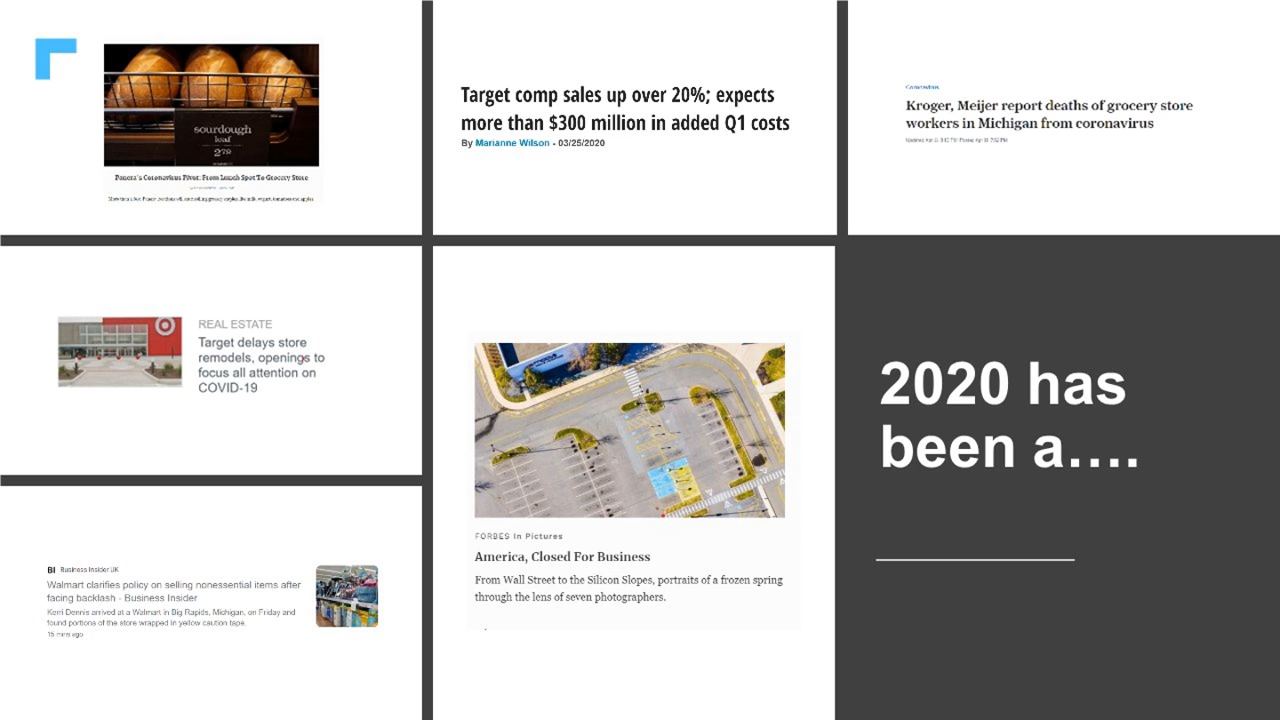 sourdough
loaf
2.79
Panera's Coronavirus Pivot: From Lunch Spot To Grocery Store
Target comp sales up over 20%; expects
more than $300 million in added Q1 costs
By Marianne Wilson - 03/25/2020
Coronavirus
Kroger, Meijer report deaths of grocery store
workers in Michigan from coronavirus
REAL ESTATE
Target delays store
remodels, openings to
focus all attention on
COVID-19
FORBES In Pictures
America, Closed For Business
From Wall Street to the Silicon Slopes, portraits of a frozen spring
through the lens of seven photographers.
2020 has
been a....
BI Business Insider UK
Walmart clarifies policy on selling nonessential items after
facing backlash - Business Insider
Kerri Dennis arrived at a Walmart in Big Rapids, Michigan, on Friday and
found portions of the store wrapped in yellow caution tape.
15 mins ago